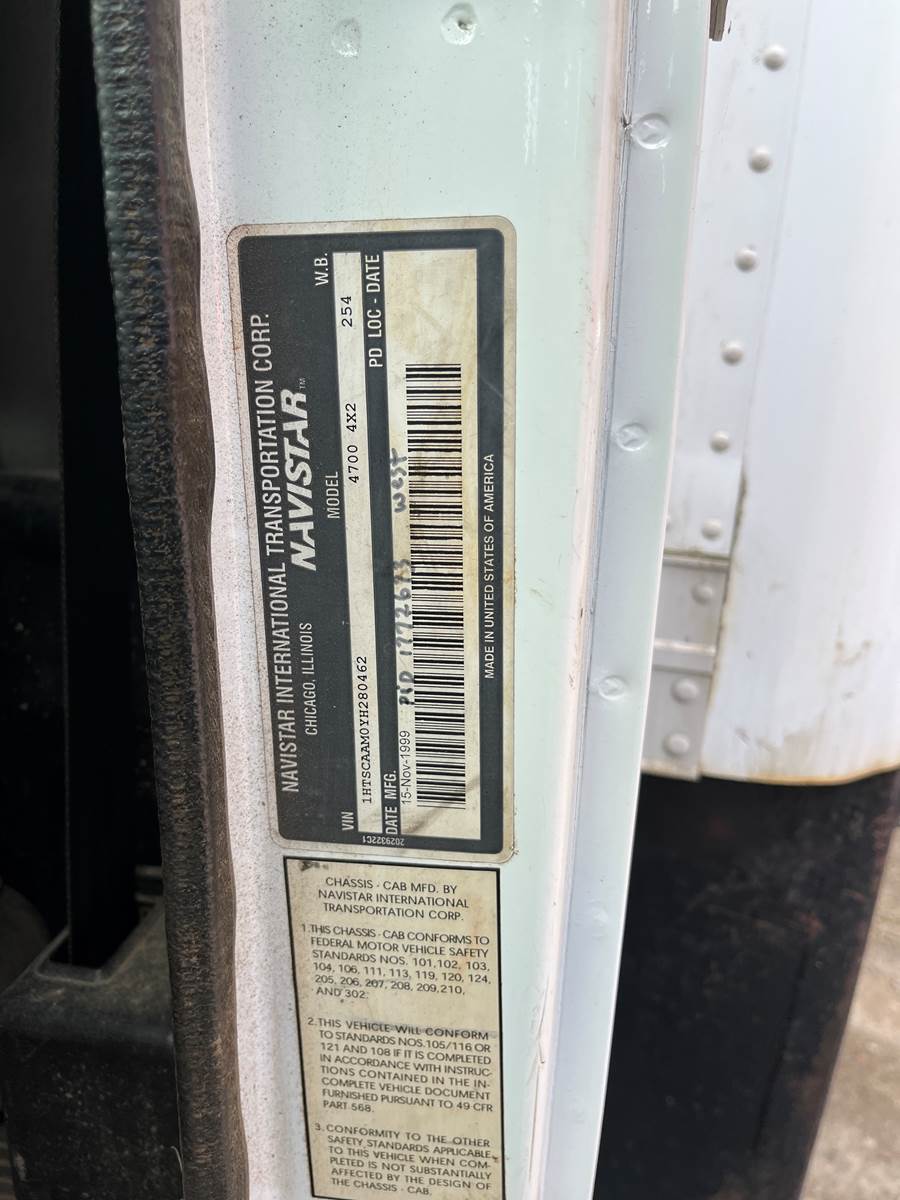 NAVISTAR INTERNATIONAL TRANSPORTATION CORP.
CHICAGO, ILLINOIS NAVISTAR™
VIN MODEL W.B.
1HTSCAAM0YH280462 4700 4X2 254
DATE MFG. PD LOC - DATE
15-Nov-1999 West
MADE IN UNITED STATES OF AMERICA
2029322C1
CHASSIS - CAB MFD. BY
NAVISTAR INTERNATIONAL
TRANSPORTATION CORP.
1.THIS CHASSIS - CAB CONFORMS TO
FEDERAL MOTOR VEHICLE SAFETY
STANDARDS NOS. 101,102, 103,
104, 106, 111, 113, 119, 120, 124,
205, 206, 207, 208, 209,210,
AND 302.
2.THIS VEHICLE WILL CONFORM
TO STANDARDS NOS.105/116 OR
121 AND 108 IF IT IS COMPLETED
IN ACCORDANCE WITH INSTRUC-
TIONS CONTAINED IN THE IN-
COMPLETE VEHICLE DOCUMENT
FURNISHED PURSUANT TO 49 CFR
PART 568.
3. CONFORMITY TO THE OTHER
SAFETY STANDARDS APPLICABLE
TO THIS VEHICLE WHEN COM-
PLETED IS NOT SUBSTANTIALLY
AFFECTED BY THE DESIGN OF
THE CHASSIS - CAB.